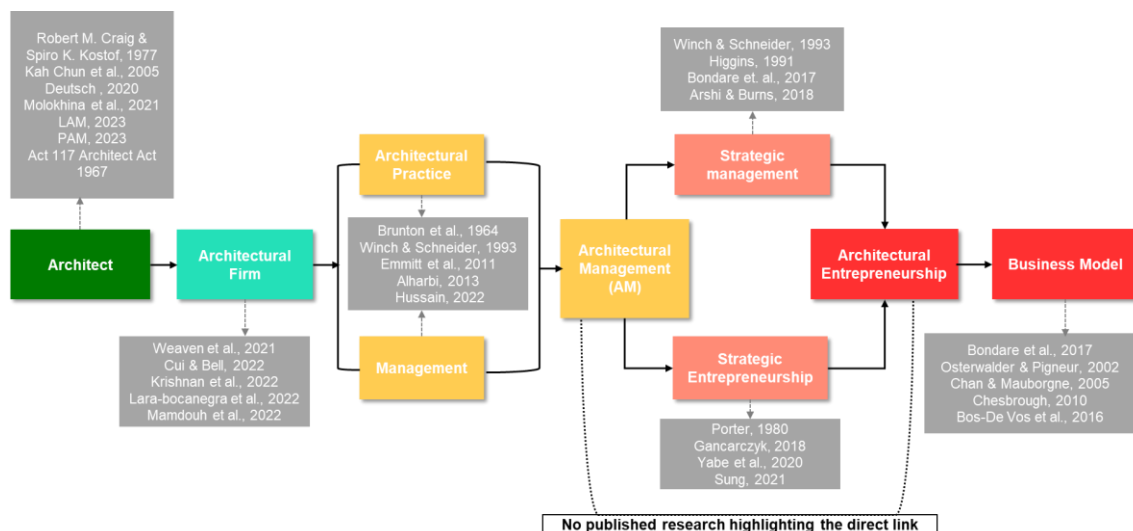 Robert M. Craig &
Spiro K. Kostof, 1977
Kah Chun et al., 2005
Deutsch , 2020
Molokhina et al., 2021
LAM, 2023
PAM, 2023
Act 117 Architect Act
1967
Architect
Architectural
Firm
Weaven et al., 2021
Cui & Bell, 2022
Krishnan et al., 2022
Lara-bocanegra et al., 2022
Mamdouh et al., 2022
Architectural
Practice
Brunton et al., 1964
Winch & Schneider, 1993
Emmitt et al., 2011
Alharbi, 2013
Hussain, 2022
Management
Architectural
Management
(AM)
Winch & Schneider, 1993
Higgins, 1991
Bondare et. al., 2017
Arshi & Burns, 2018
Strategic
management
Strategic
Entrepreneurship
Porter, 1980
Gancarczyk, 2018
Yabe et al., 2020
Sung, 2021
Architectural
Entrepreneurship
Business Model
Bondare et al., 2017
Osterwalder & Pigneur, 2002
Chan & Mauborgne, 2005
Chesbrough, 2010
Bos-De Vos et al., 2016
No published research highlighting the direct link